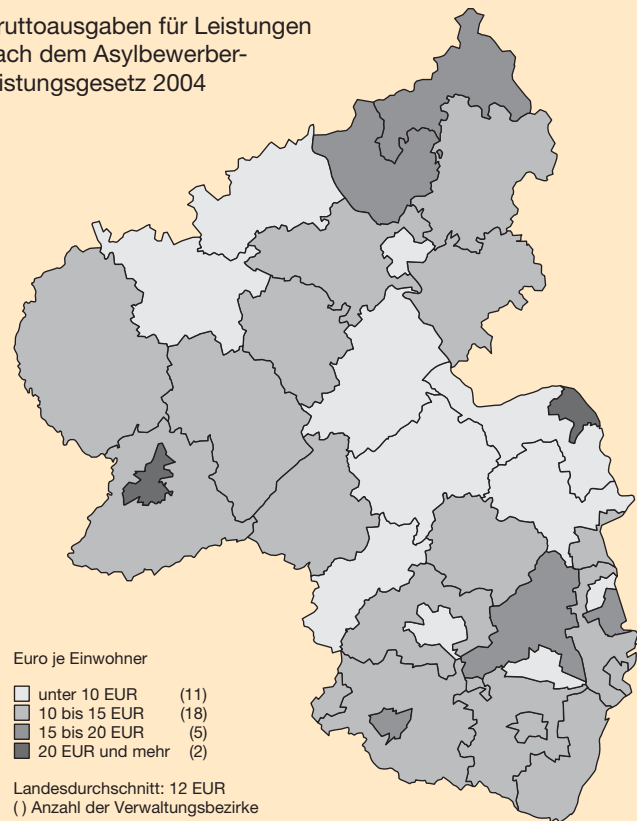 ruttoausgaben für Leistungen
ach dem Asylbewerber-
istungsgesetz 2004
Euro je Einwohner
unter 10 EUR (11)
10 bis 15 EUR (18)
15 bis 20 EUR (5)
20 EUR und mehr (2)
Landesdurchschnitt: 12 EUR
( ) Anzahl der Verwaltungsbezirke